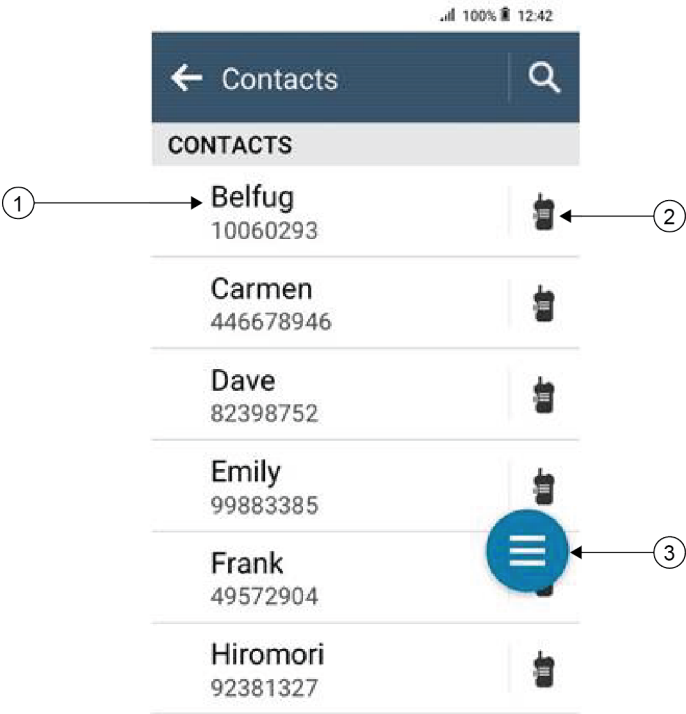 100% 12:42
Contacts
CONTACTS
1
Belfug
2
10060293
Carmen
446678946
Dave
82398752
Emily
99883385
3
Frank
49572904
Hiromori
92381327